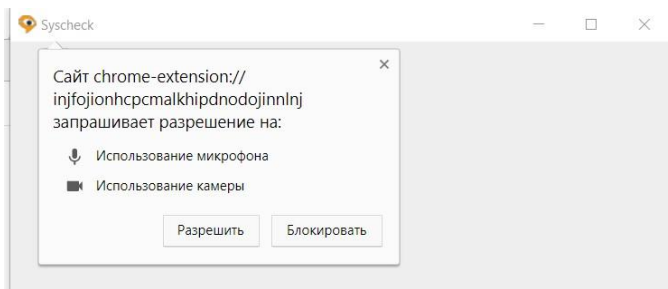 Syscheck
Сайт chrome-extension://
injfojionhcpcmalkhipdnodojinnlnj
запрашивает разрешение на:
Использование микрофона
Использование камеры
Разрешить Блокировать